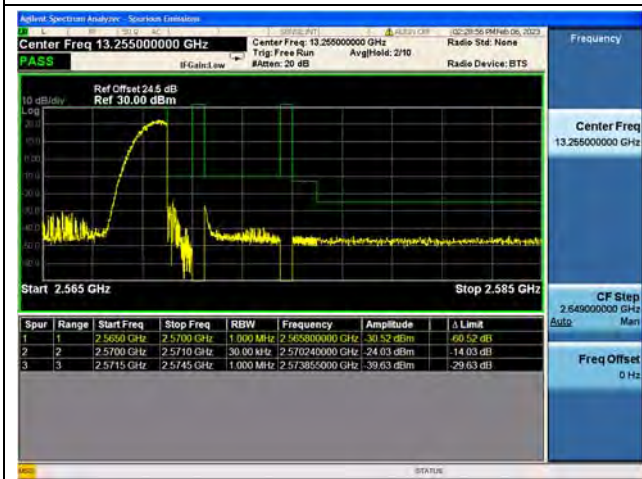 Agilent Spectrum Analyzer - Spurious Emissions
02:28:56 PM Feb 06, 2023
Center Freq 13.255000000 GHz
Center Freq: 13.255000000 GHz
Radio Std: None
Frequency
PASS
Trig: Free Run
Avg|Hold: 2/10
IFGain:Low
#Atten: 20 dB
Radio Device: BTS
Ref Offset 24.5 dB
10 dB/div
Ref 30.00 dBm
Log
Center Freq
13.255000000 GHz
Start 2.565 GHz
Stop 2.585 GHz
CF Step
2.649000000 GHz
Auto Man
Spur Range Start Freq Stop Freq RBW Frequency Amplitude Δ Limit
1 1 2.5650 GHz 2.5700 GHz 1.000 MHz 2.565800000 GHz -30.52 dBm -60.52 dB
2 2 2.5700 GHz 2.5710 GHz 30.00 kHz 2.570240000 GHz -24.03 dBm -14.03 dB
3 3 2.5715 GHz 2.5745 GHz 1.000 MHz 2.573855000 GHz -39.63 dBm -29.63 dB
Freq Offset
0 Hz
MSG
STATUS